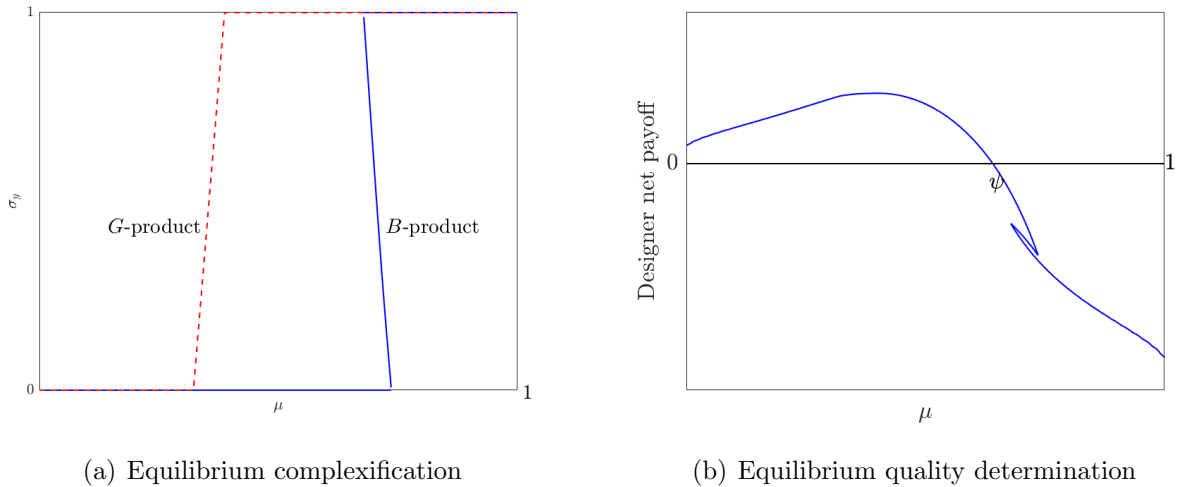 1
σ_y
G-product
B-product
0
μ
1
(a) Equilibrium complexification
Designer net payoff
0
1
ψ
μ
(b) Equilibrium quality determination